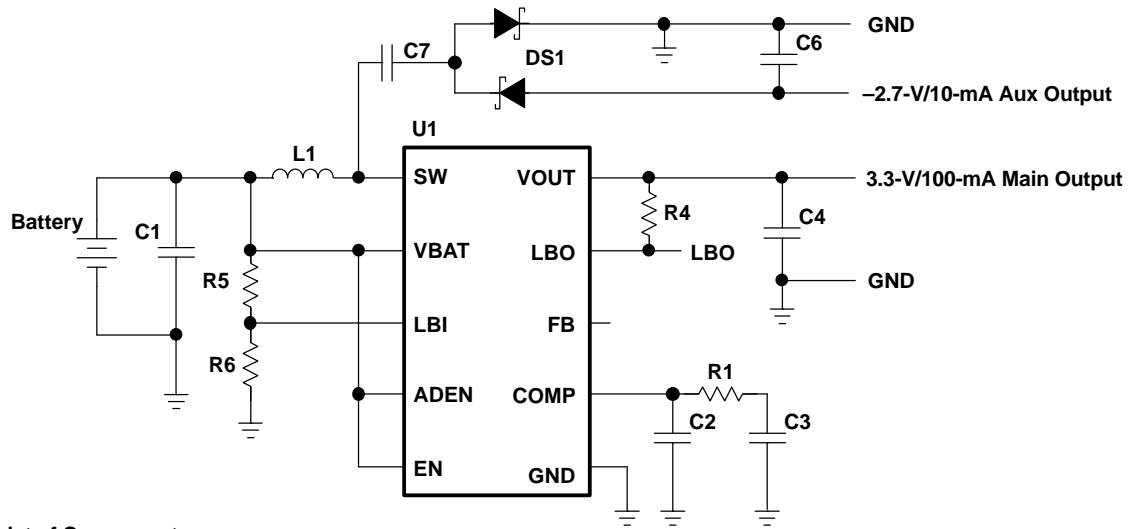 GND
C7
C6
DS1
–2.7-V/10-mA Aux Output
U1
L1
SW
VOUT
3.3-V/100-mA Main Output
R4
Battery
C1
C4
VBAT
LBO
LBO
R5
GND
LBI
FB
R6
R1
ADEN
COMP
C2
C3
EN
GND